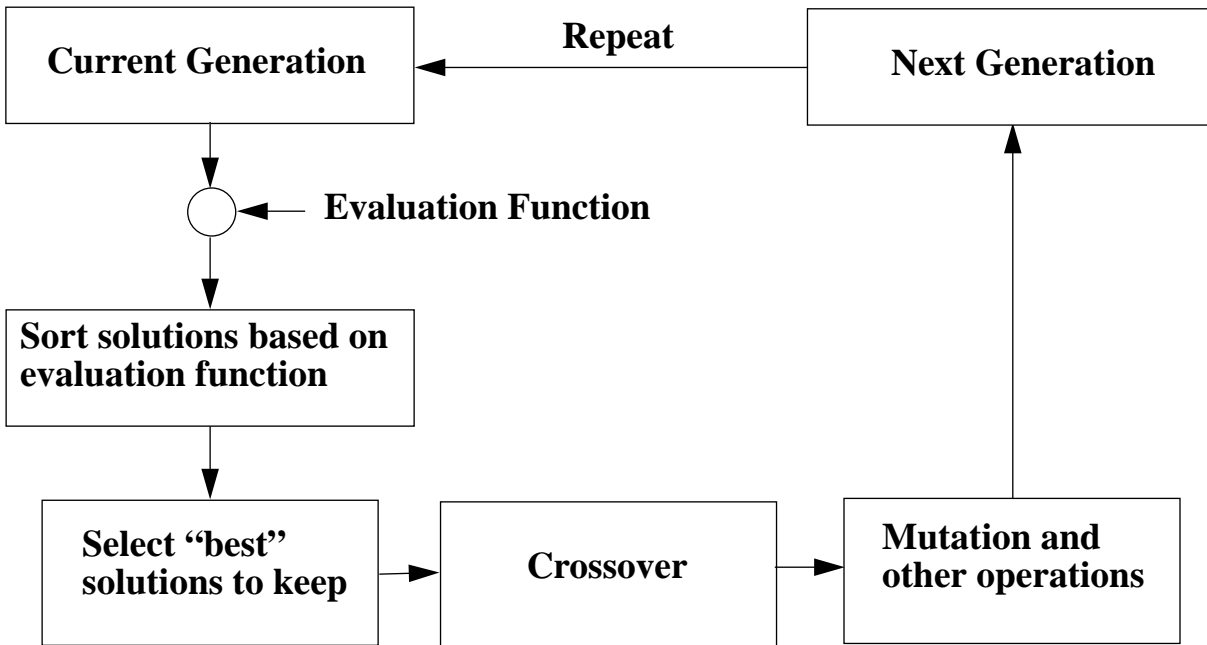 Current Generation
Repeat
Next Generation
Evaluation Function
Sort solutions based on
evaluation function
Select “best”
solutions to keep
Crossover
Mutation and
other operations